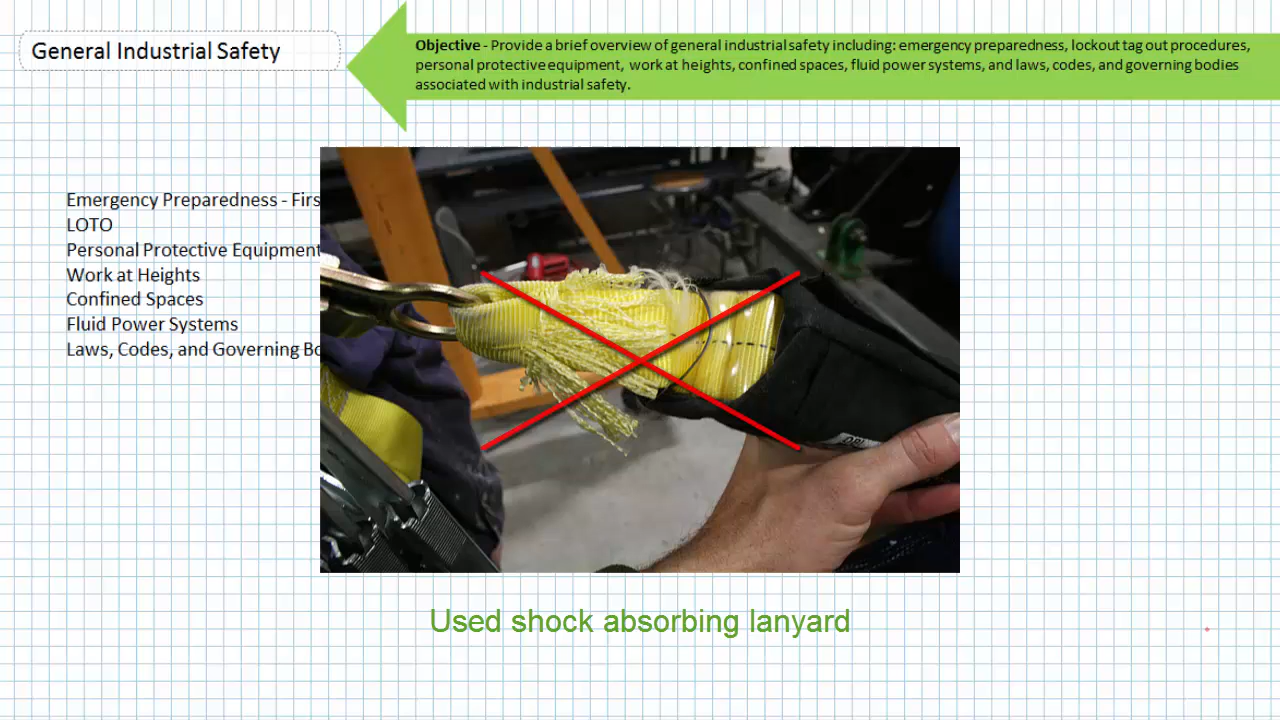 General Industrial Safety
Objective - Provide a brief overview of general industrial safety including: emergency preparedness, lockout tag out procedures,
personal protective equipment, work at heights, confined spaces, fluid power systems, and laws, codes, and governing bodies
associated with industrial safety.
Emergency Preparedness - Firs
LOTO
Personal Protective Equipment
Work at Heights
Confined Spaces
Fluid Power Systems
Laws, Codes, and Governing Bo
Used shock absorbing lanyard